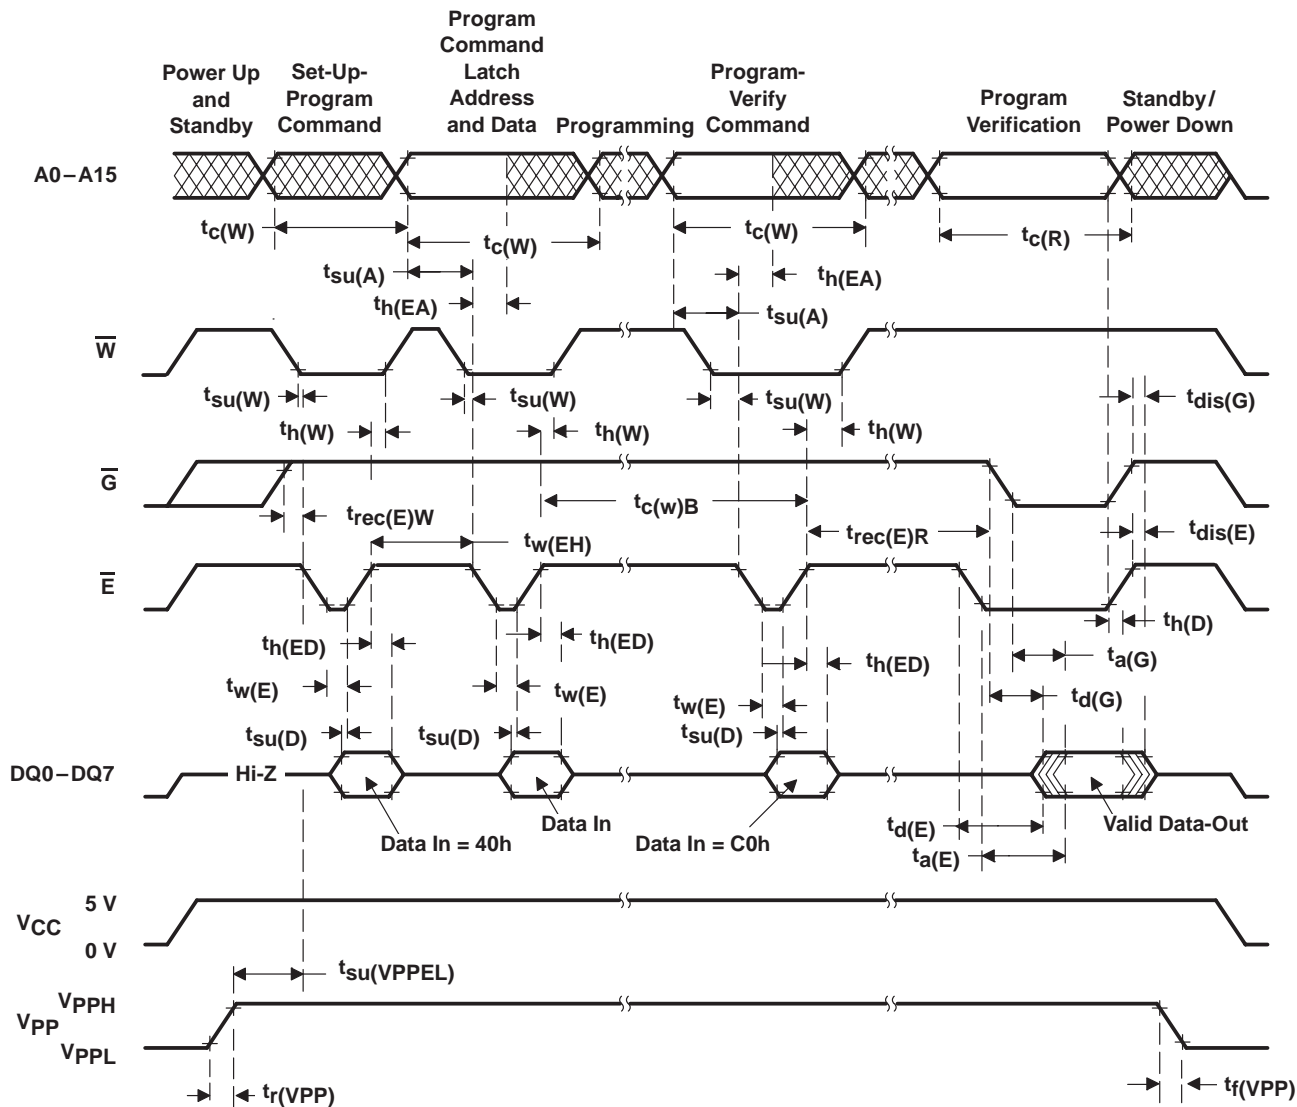 Power Up
and
Standby
Set-Up-
Program
Command
Program
Command
Latch
Address
and Data
Programming
Program-
Verify
Command
Program
Verification
Standby/
Power Down
A0–A15
tc(W)
tc(W)
tc(W)
tc(R)
tsu(A)
th(EA)
th(EA)
tsu(A)
W
tsu(W)
tsu(W)
tsu(W)
tdis(G)
th(W)
th(W)
th(W)
G
tc(w)B
trec(E)W
trec(E)R
tdis(E)
tw(EH)
E
th(ED)
th(ED)
th(ED)
th(D)
ta(G)
tw(E)
tw(E)
tw(E)
td(G)
tsu(D)
tsu(D)
tsu(D)
DQ0–DQ7
Hi-Z
Data In = 40h
Data In
Data In = C0h
Valid Data-Out
td(E)
ta(E)
VCC
5 V
0 V
tsu(VPPEL)
VPP
VPPH
VPPL
tr(VPP)
tf(VPP)